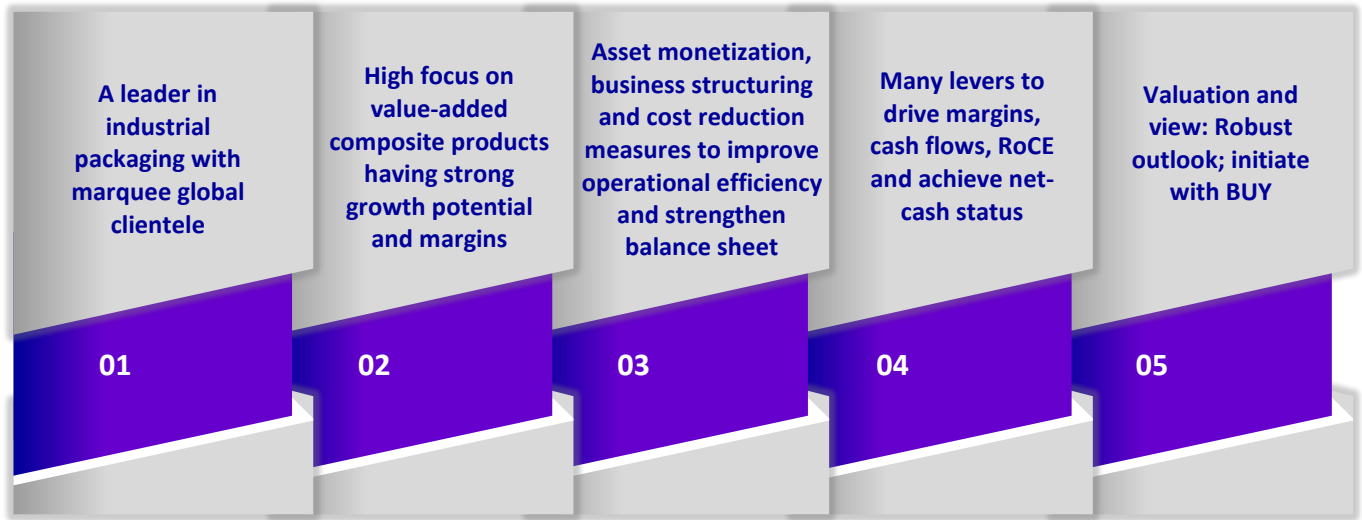 A leader in
industrial
packaging with
marquee global
clientele
01
High focus on
value-added
composite products
having strong
growth potential
and margins
02
Asset monetization,
business structuring
and cost reduction
measures to improve
operational efficiency
and strengthen
balance sheet
03
Many levers to
drive margins,
cash flows, RoCE
and achieve net-
cash status
04
Valuation and
view: Robust
outlook; initiate
with BUY
05